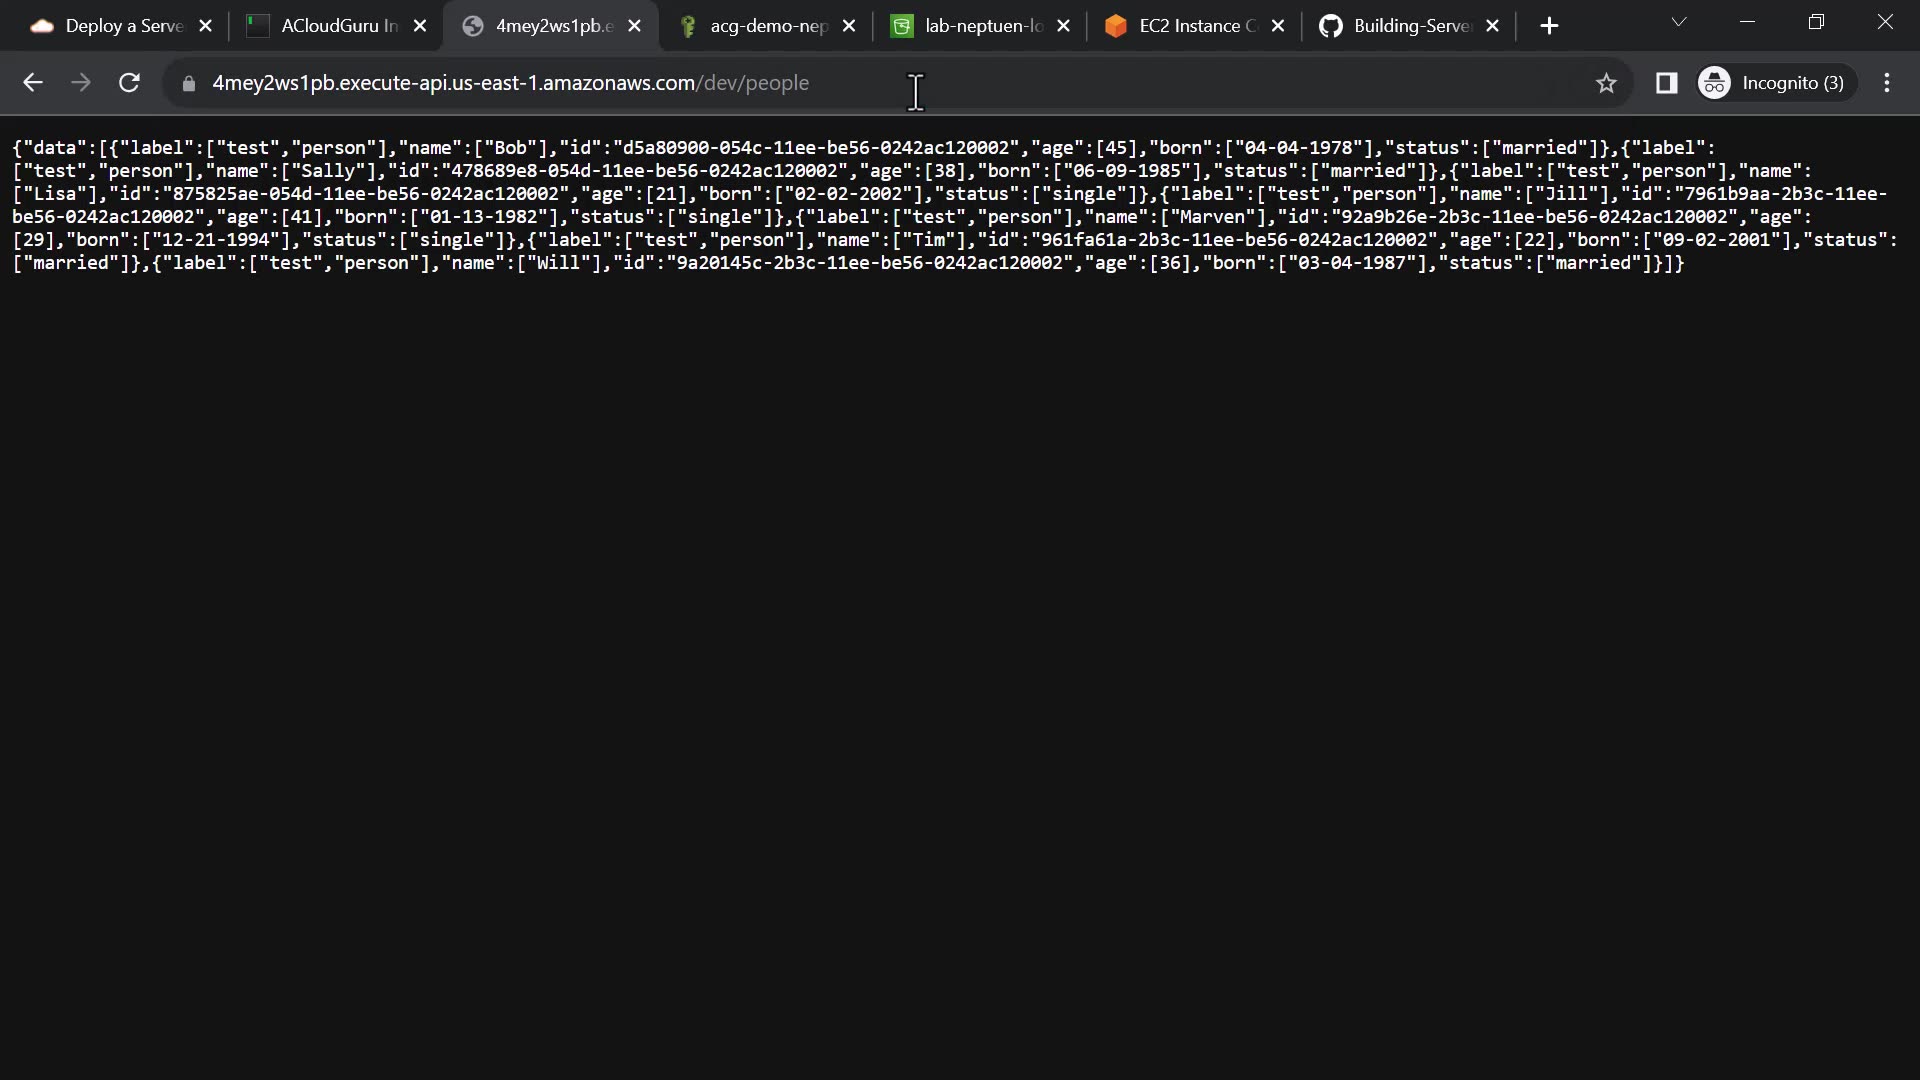 Deploy a Serve
ACloudGuru In
4mey2ws1pb.e
acg-demo-nep
lab-neptuen-lo
EC2 Instance C
Building-Serve
4mey2ws1pb.execute-api.us-east-1.amazonaws.com/dev/people
Incognito (3)
{"data":[{"label":["test","person"],"name":["Bob"],"id":"d5a80900-054c-11ee-be56-0242ac120002","age":[45],"born":["04-04-1978"],"status":["married"]},{"label":
["test","person"],"name":["Sally"],"id":"478689e8-054d-11ee-be56-0242ac120002","age":[38],"born":["06-09-1985"],"status":["married"]},{"label":["test","person"],"name":
["Lisa"],"id":"875825ae-054d-11ee-be56-0242ac120002","age":[21],"born":["02-02-2002"],"status":["single"]},{"label":["test","person"],"name":["Jill"],"id":"7961b9aa-2b3c-11ee-
be56-0242ac120002","age":[41],"born":["01-13-1982"],"status":["single"]},{"label":["test","person"],"name":["Marven"],"id":"92a9b26e-2b3c-11ee-be56-0242ac120002","age":
[29],"born":["12-21-1994"],"status":["single"]},{"label":["test","person"],"name":["Tim"],"id":"961fa61a-2b3c-11ee-be56-0242ac120002","age":[22],"born":["09-02-2001"],"status":
["married"]},{"label":["test","person"],"name":["Will"],"id":"9a20145c-2b3c-11ee-be56-0242ac120002","age":[36],"born":["03-04-1987"],"status":["married"]}]}